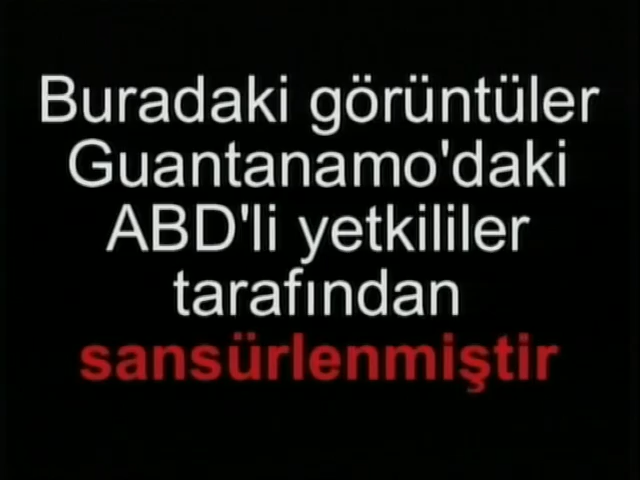 Buradaki görüntüler
Guantanamo'daki
ABD'li yetkililer
tarafından
sansürlenmiştir